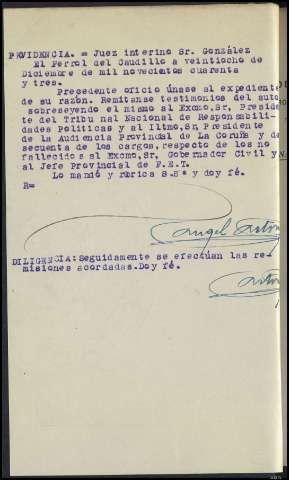 PROVIDENCIA.= Juez interino Sr. González
El Ferrol del Caudillo a veintiocho de
Diciembre de mil novecientos cuarenta
y tres.
Precedente oficio únase al expediente
de su razón. Remítanse testimonios del auto
sobreseyendo el mismo al Excmo,Sr, Preside
te del Tribunal Nacional de Responsabili-
dades Políticas y al Iltmo,Sr, Presidente
de la Audiencia Provincial de La Coruña y de
secuenta de los cargos, respecto de los no
fallecidos al Excmo,Sr, Gobernador Civil y
al Jefe Provincial de F.E.T.
Lo mandó y rúbrica S.Sª y doy fé.
R=
Angel
DILIGENCIA:Seguidamente se efectúan las re-
misiones acordadas.Doy fé.